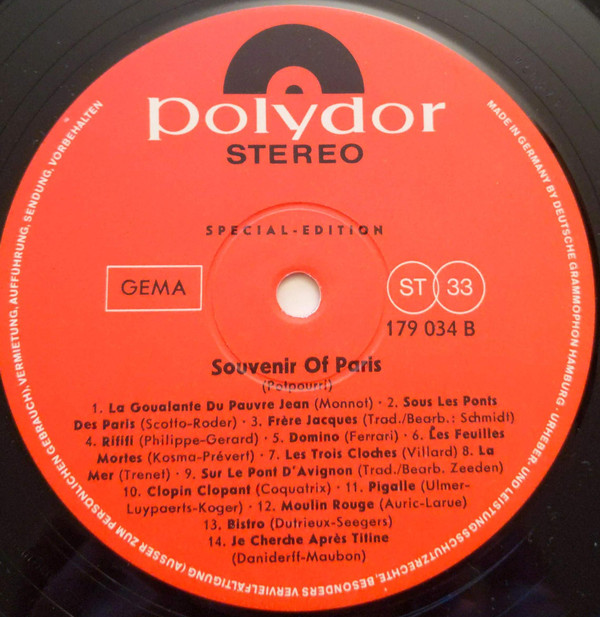 polydor
STEREO
SPECIAL-EDITION
GEMA
ST 33
179 034 B
Souvenir Of Paris
(Potpourri)
1. La Goualante Du Pauvre Jean (Monnot) · 2. Sous Les Ponts
Des Paris (Scotto-Roder) · 3. Frère Jacques (Trad./Bearb.: Schmidt)
4. Rififi (Philippe-Gerard) · 5. Domino (Ferrari) · 6. Les Feuilles
Mortes (Kosma-Prévert) · 7. Les Trois Cloches (Villard) 8. La
Mer (Trenet) · 9. Sur Le Pont D'Avignon (Trad./Bearb. Zeeden)
10. Clopin Clopant (Coquatrix) · 11. Pigalle (Ulmer-
Luypaerts-Koger) · 12. Moulin Rouge (Auric-Larue)
13. Bistro (Dutrieux-Seegers)
14. Je Cherche Après Titine
(Daniderff-Maubon)
MADE IN GERMANY BY DEUTSCHE GRAMMOPHON HAMBURG · URHEBER- UND LEISTUNGSSCHUTZRECHTE, BESONDERS VERVIELFÄLTIGUNG (AUSSER ZUM PERSÖNLICHEN GEBRAUCH), VERMIETUNG, AUFFÜHRUNG, SENDUNG, VORBEHALTEN